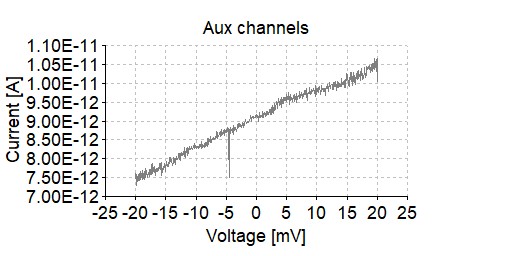 Aux channels
1.10E-11
1.05E-11
1.00E-11
9.50E-12
9.00E-12
8.50E-12
8.00E-12
7.50E-12
7.00E-12
Current [A]
-25 -20 -15 -10 -5 0 5 10 15 20 25
Voltage [mV]